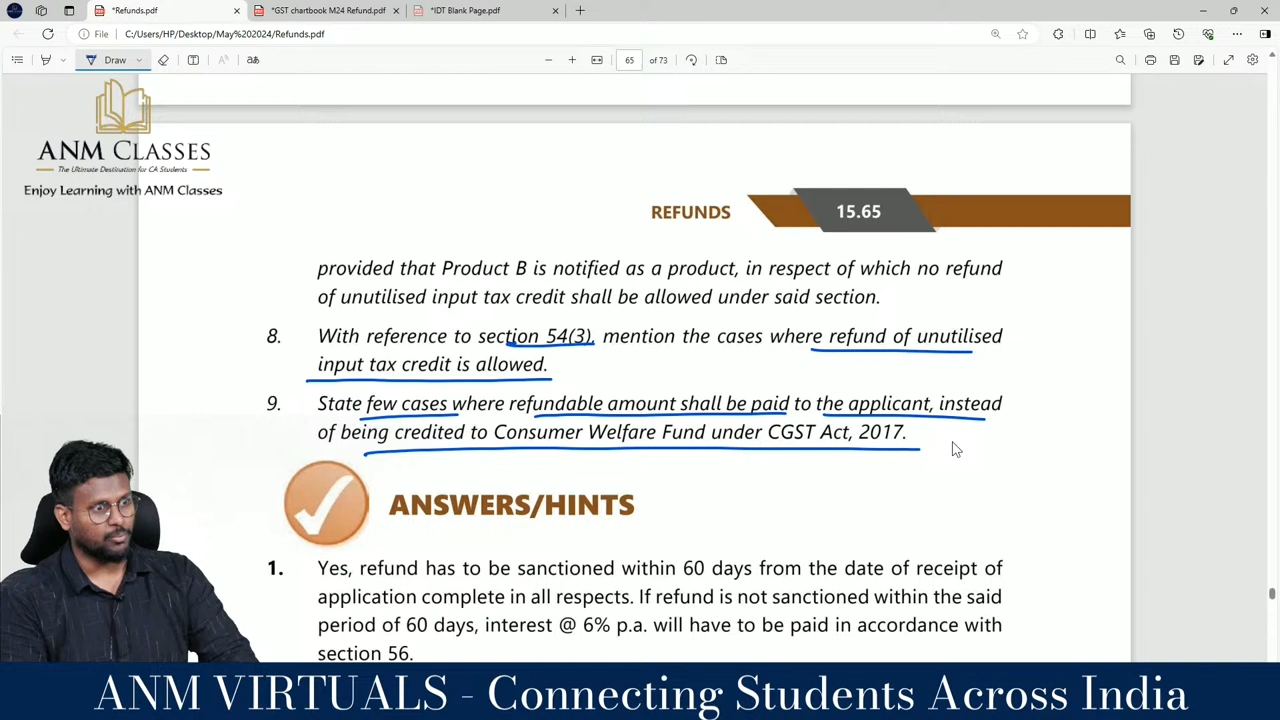 *Refunds.pdf
*GST chartbook M24 Refund.pdf
*IDT Blank Page.pdf
File
C:/Users/HP/Desktop/May%202024/Refunds.pdf
Draw
65
of 73
ANM CLASSES
The Ultimate Destination for CA Students
Enjoy Learning with ANM Classes
REFUNDS
15.65
provided that Product B is notified as a product, in respect of which no refund
of unutilised input tax credit shall be allowed under said section.
8. With reference to section 54(3), mention the cases where refund of unutilised
input tax credit is allowed.
9. State few cases where refundable amount shall be paid to the applicant, instead
of being credited to Consumer Welfare Fund under CGST Act, 2017.
ANSWERS/HINTS
1. Yes, refund has to be sanctioned within 60 days from the date of receipt of
application complete in all respects. If refund is not sanctioned within the said
period of 60 days, interest @ 6% p.a. will have to be paid in accordance with
section 56.
ANM VIRTUALS - Connecting Students Across India